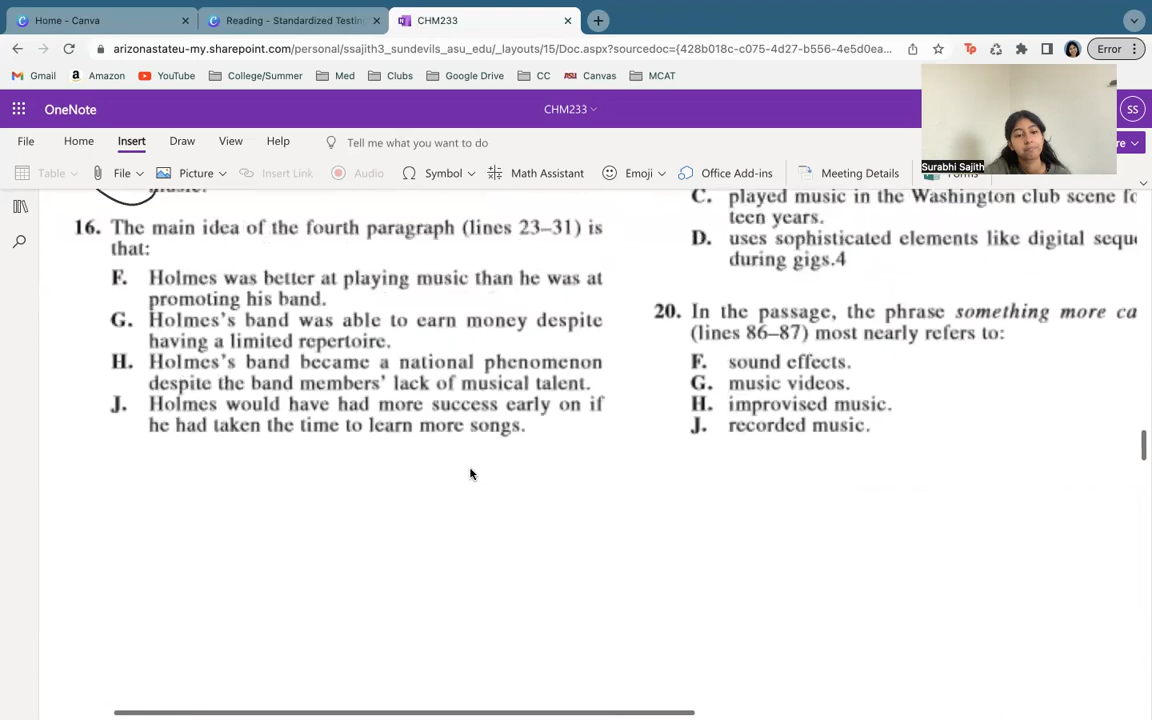 Home - Canva
Reading - Standardized Testing
CHM233
arizonastateu-my.sharepoint.com/personal/ssajith3_sundevils_asu_edu/_layouts/15/Doc.aspx?sourcedoc={428b018c-c075-4d27-b556-4e5d0ea...
Error
Gmail
Amazon
YouTube
College/Summer
Med
Clubs
Google Drive
CC
ASU Canvas
MCAT
OneNote
CHM233
SS
File
Home
Insert
Draw
View
Help
Tell me what you want to do
Surabhi Sajith
Table
File
Picture
Insert Link
Audio
Symbol
Math Assistant
Emoji
Office Add-ins
Meeting Details
Forms
music?
16. The main idea of the fourth paragraph (lines 23–31) is
that:
F. Holmes was better at playing music than he was at
promoting his band.
G. Holmes's band was able to earn money despite
having a limited repertoire.
H. Holmes's band became a national phenomenon
despite the band members' lack of musical talent.
J. Holmes would have had more success early on if
he had taken the time to learn more songs.
C. played music in the Washington club scene fo
teen years.
D. uses sophisticated elements like digital sequ
during gigs.4
20. In the passage, the phrase something more ca
(lines 86–87) most nearly refers to:
F. sound effects.
G. music videos.
H. improvised music.
J. recorded music.